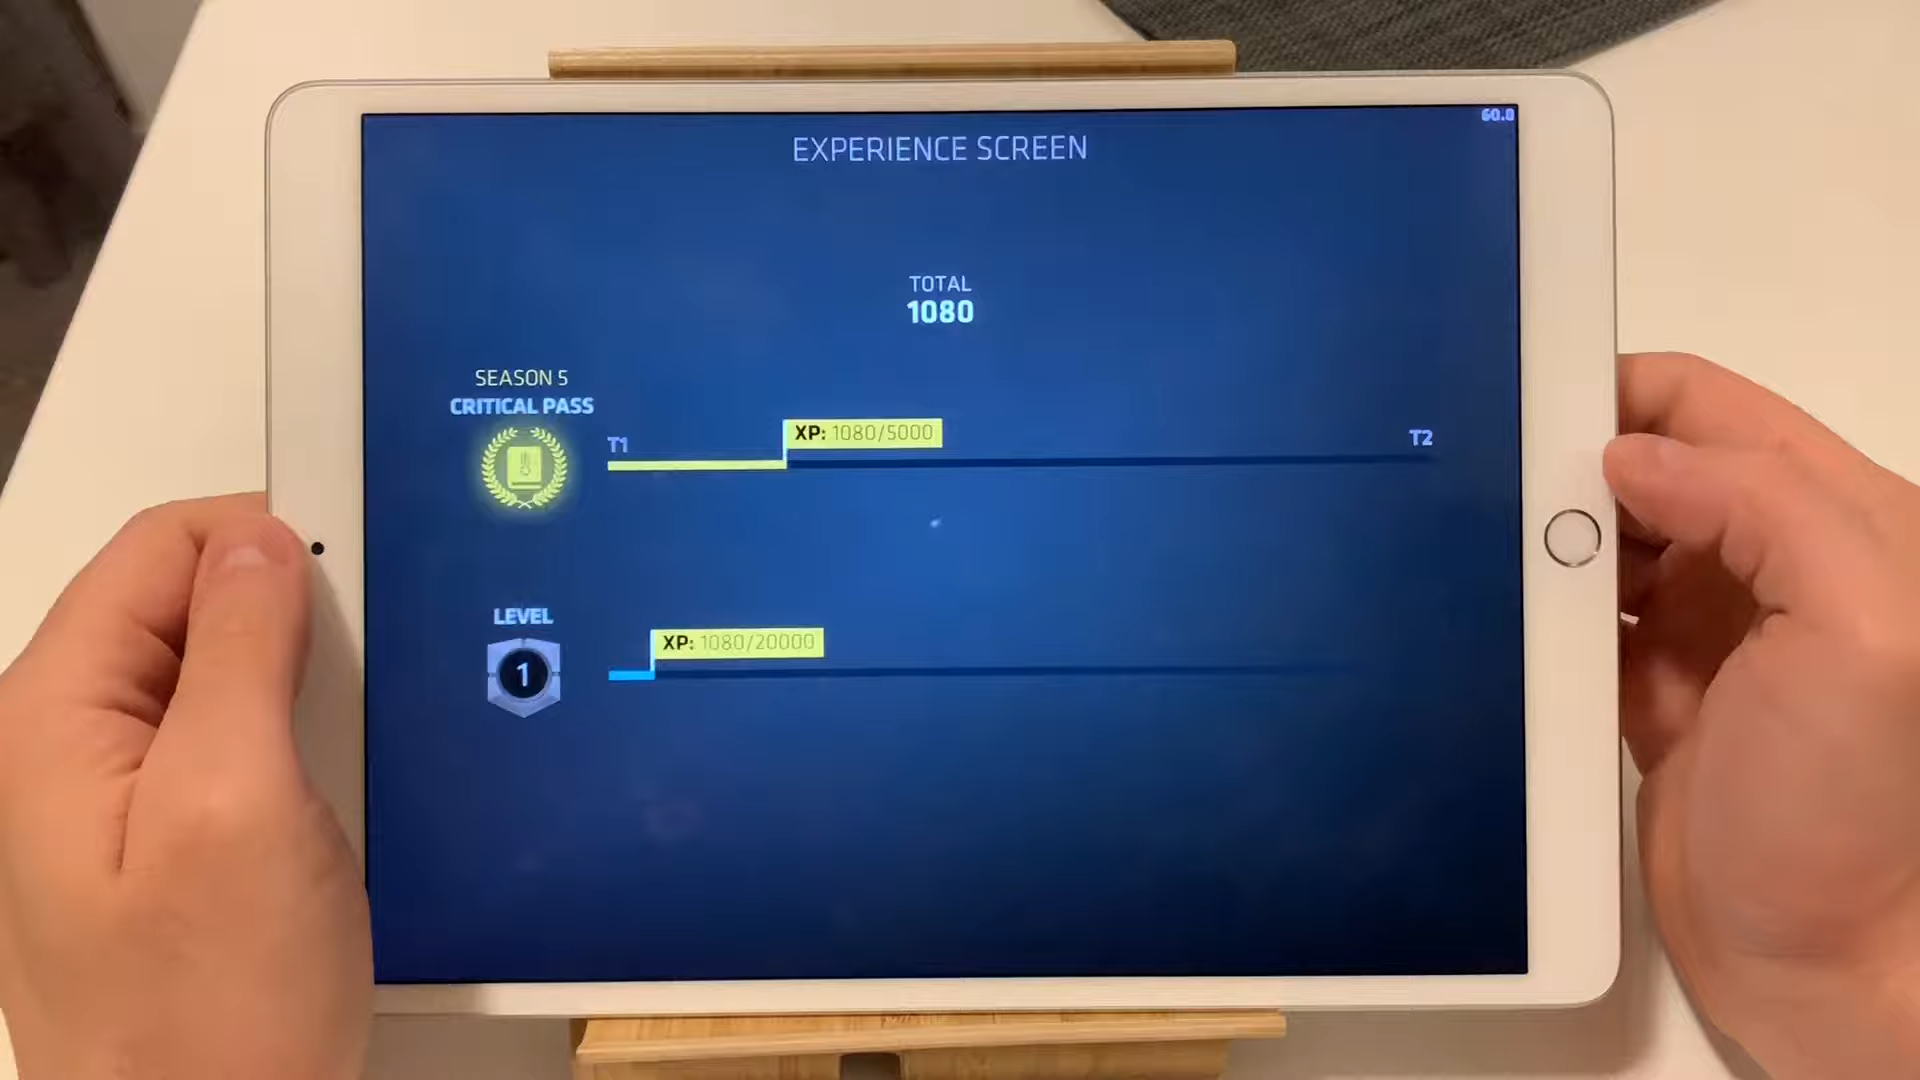 60.0
EXPERIENCE SCREEN
TOTAL
1080
SEASON 5
CRITICAL PASS
T1
XP: 1080/5000
T2
LEVEL
1
XP: 1080/20000